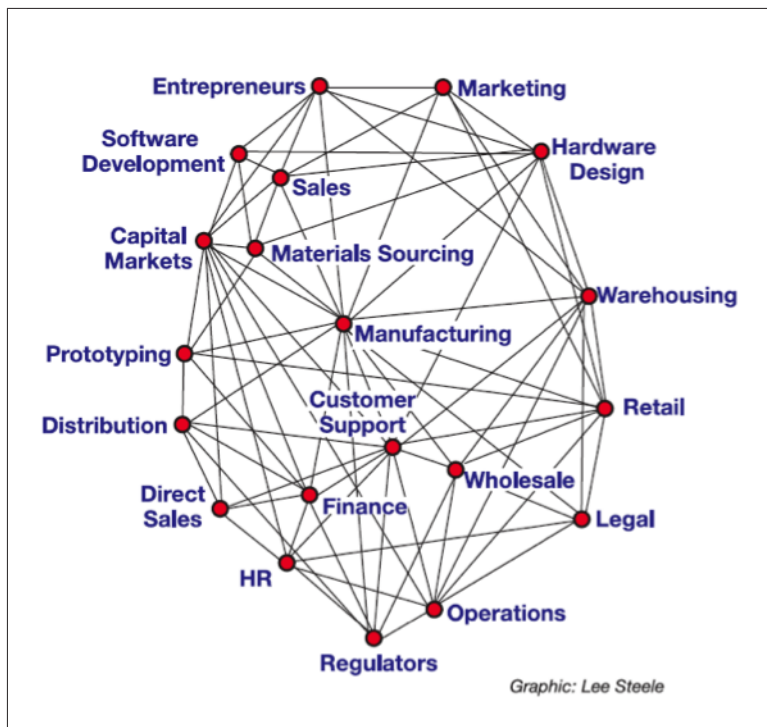 Entrepreneurs
Marketing
Software
Development
Hardware
Design
Sales
Capital
Markets
Materials Sourcing
Warehousing
Manufacturing
Prototyping
Customer
Support
Retail
Distribution
Wholesale
Direct
Sales
Finance
Legal
HR
Operations
Regulators
Graphic: Lee Steele